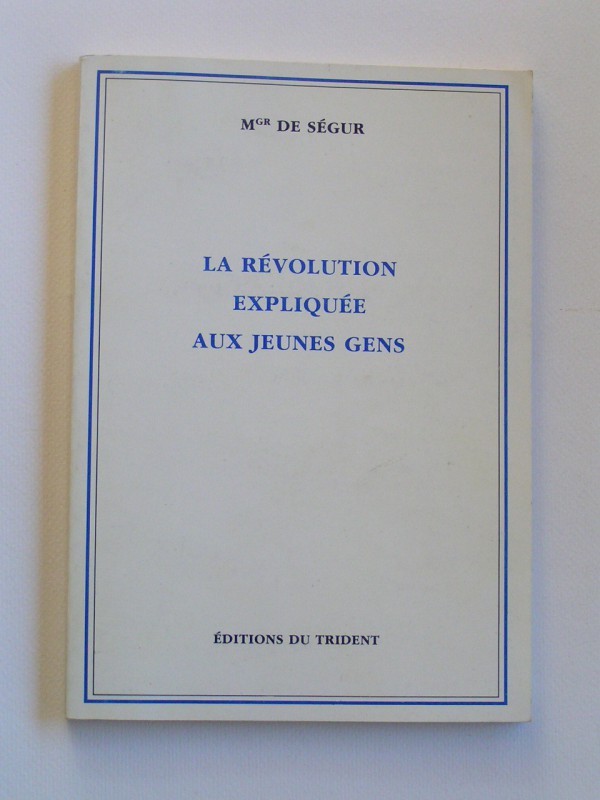 MGR DE SÉGUR
LA RÉVOLUTION
EXPLIQUÉE
AUX JEUNES GENS
ÉDITIONS DU TRIDENT